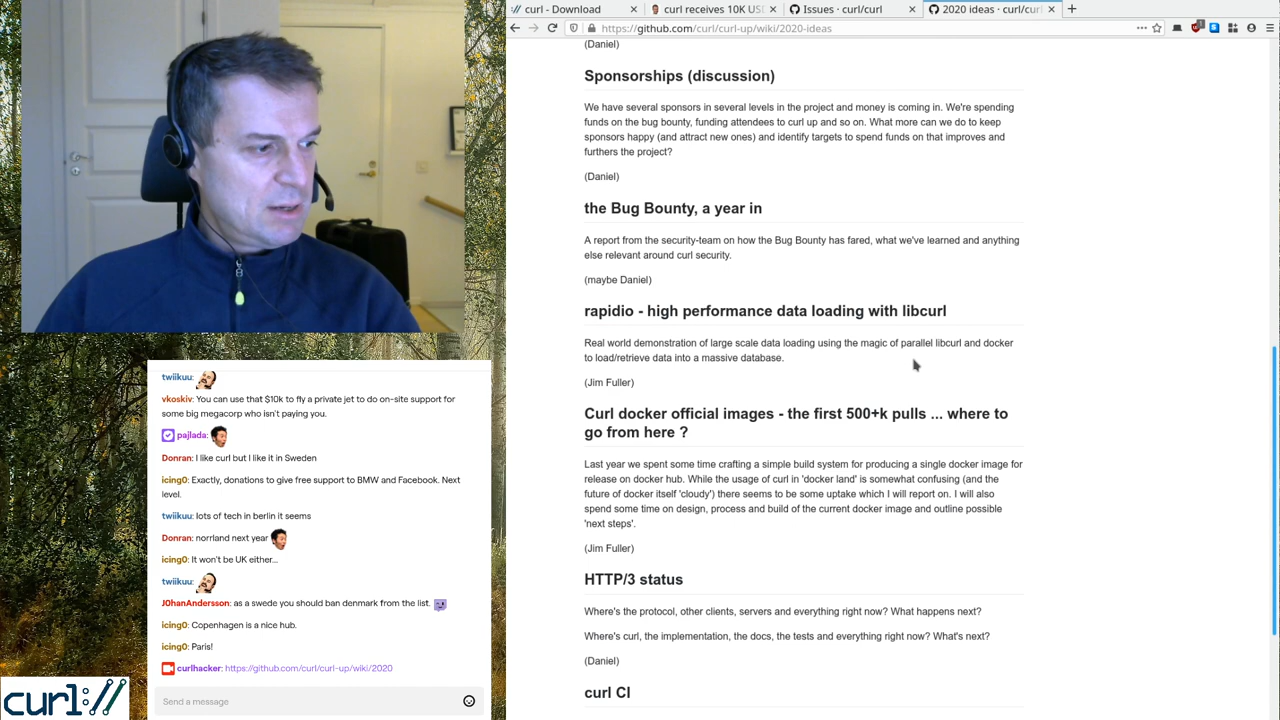 curl - Download
curl receives 10K US
Issues · curl/curl
2020 ideas · curl/cur
https://github.com/curl/curl-up/wiki/2020-ideas
(Daniel)
Sponsorships (discussion)
We have several sponsors in several levels in the project and money is coming in. We're spending
funds on the bug bounty, funding attendees to curl up and so on. What more can we do to keep
sponsors happy (and attract new ones) and identify targets to spend funds on that improves and
furthers the project?
(Daniel)
the Bug Bounty, a year in
A report from the security-team on how the Bug Bounty has fared, what we've learned and anything
else relevant around curl security.
(maybe Daniel)
rapidio - high performance data loading with libcurl
Real world demonstration of large scale data loading using the magic of parallel libcurl and docker
to load/retrieve data into a massive database.
(Jim Fuller)
Curl docker official images - the first 500+k pulls ... where to
go from here ?
Last year we spent some time crafting a simple build system for producing a single docker image for
release on docker hub. While the usage of curl in 'docker land' is somewhat confusing (and the
future of docker itself 'cloudy') there seems to be some uptake which I will report on. I will also
spend some time on design, process and build of the current docker image and outline possible
'next steps'.
(Jim Fuller)
HTTP/3 status
Where's the protocol, other clients, servers and everything right now? What happens next?
Where's curl, the implementation, the docs, the tests and everything right now? What's next?
(Daniel)
curl CI
twiikuu:
vkoskiv: You can use that $10k to fly a private jet to do on-site support for
some big megacorp who isn't paying you.
pajlada:
Donran: I like curl but I like it in Sweden
icing0: Exactly, donations to give free support to BMW and Facebook. Next
level.
twiikuu: lots of tech in berlin it seems
Donran: norrland next year
icing0: It won't be UK either...
twiikuu:
J0hanAndersson: as a swede you should ban denmark from the list.
icing0: Copenhagen is a nice hub.
icing0: Paris!
curlhacker: https://github.com/curl/curl-up/wiki/2020
Send a message
curl://